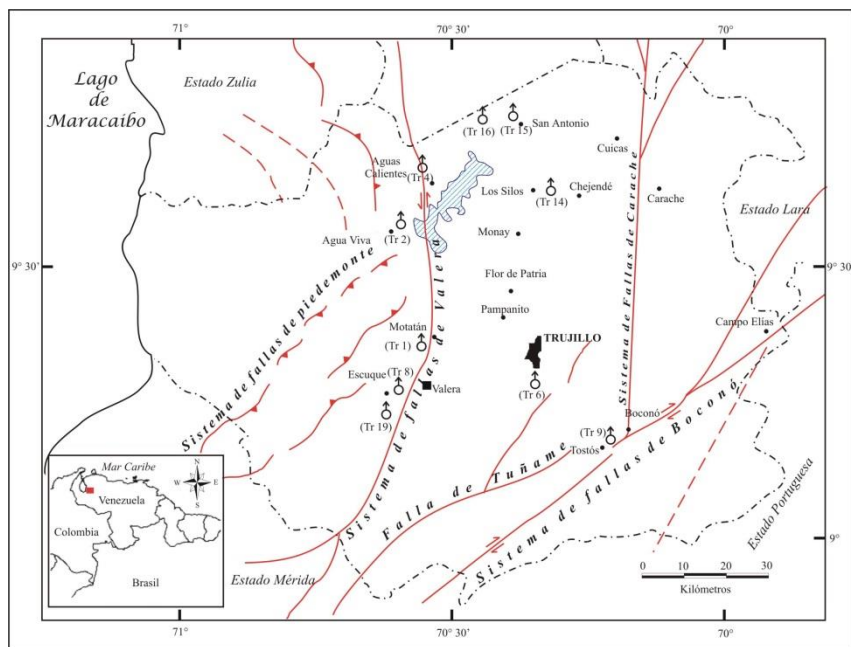 71°
70° 30'
70°
Lago
de
Maracaibo
Estado Zulia
(Tr 16)
(Tr 15)
San Antonio
Cuicas
Aguas
Calientes
(Tr 4)
Los Silos
(Tr 14)
Chejendé
Carache
Estado Lara
Agua Viva
(Tr 2)
Monay
9° 30'
9° 30'
Flor de Patria
Pampanito
Campo Elías
Sistema de fallas de piedemonte
Sistema de fallas de Valera
Sistema de Fallas de Carache
Motatán
(Tr 1)
TRUJILLO
Escuque
(Tr 8)
Valera
(Tr 6)
(Tr 19)
Boconó
(Tr 9)
Tostós
Falla de Tuñame
Sistema de fallas de Boconó
Estado Portuguesa
Mar Caribe
N
W
E
S
Venezuela
Colombia
Brasil
Estado Mérida
9°
0 10 20 30
Kilómetros
71°
70° 30'
70°